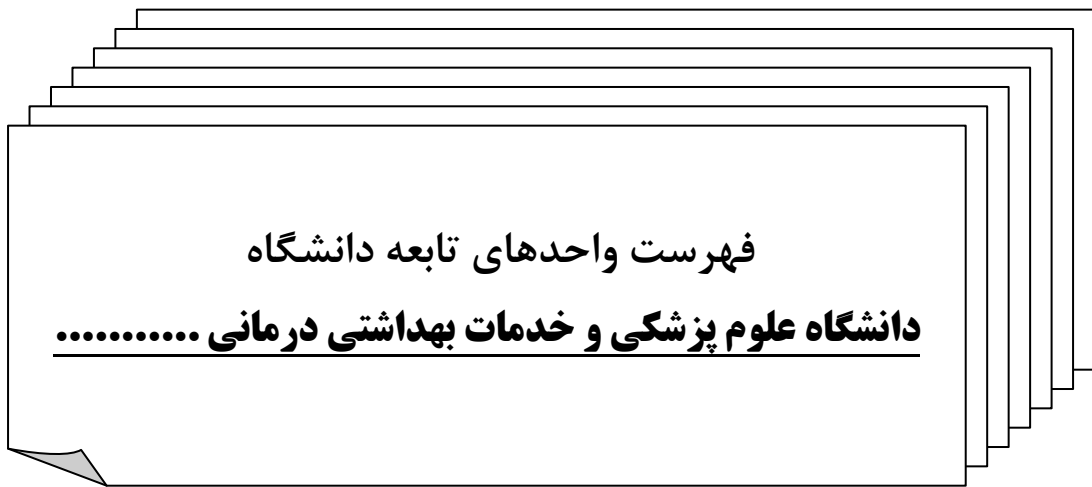 فهرست واحدهای تابعه دانشگاه
دانشگاه علوم پزشکی و خدمات بهداشتی درمانی ...........